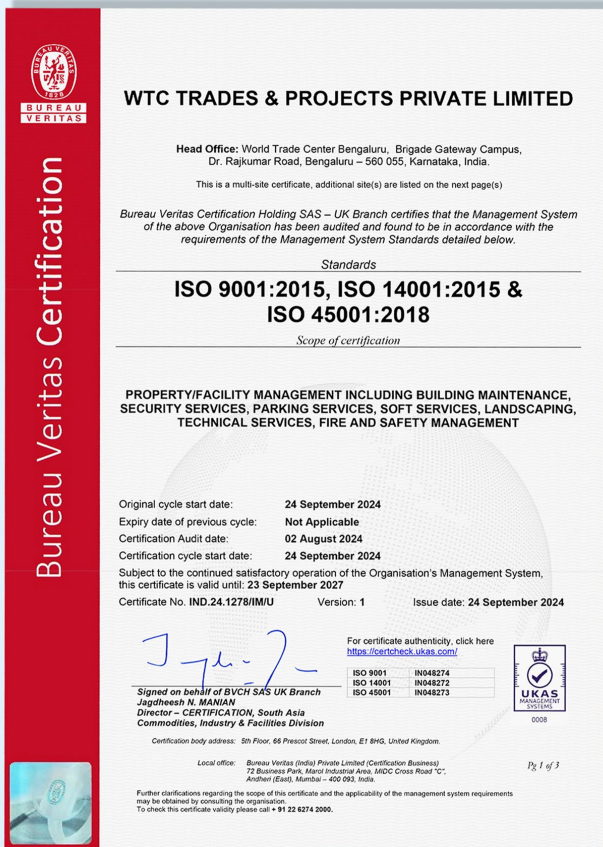 BUREAU VERITAS
1828
BUREAU
VERITAS
Bureau Veritas Certification
WTC TRADES & PROJECTS PRIVATE LIMITED
Head Office: World Trade Center Bengaluru, Brigade Gateway Campus,
Dr. Rajkumar Road, Bengaluru – 560 055, Karnataka, India.
This is a multi-site certificate, additional site(s) are listed on the next page(s)
Bureau Veritas Certification Holding SAS – UK Branch certifies that the Management System
of the above Organisation has been audited and found to be in accordance with the
requirements of the Management System Standards detailed below.
Standards
ISO 9001:2015, ISO 14001:2015 &
ISO 45001:2018
Scope of certification
PROPERTY/FACILITY MANAGEMENT INCLUDING BUILDING MAINTENANCE,
SECURITY SERVICES, PARKING SERVICES, SOFT SERVICES, LANDSCAPING,
TECHNICAL SERVICES, FIRE AND SAFETY MANAGEMENT
Original cycle start date: 24 September 2024
Expiry date of previous cycle: Not Applicable
Certification Audit date: 02 August 2024
Certification cycle start date: 24 September 2024
Subject to the continued satisfactory operation of the Organisation's Management System,
this certificate is valid until: 23 September 2027
Certificate No. IND.24.1278/IM/U Version: 1 Issue date: 24 September 2024
For certificate authenticity, click here
https://certcheck.ukas.com/
ISO 9001 IN048274
ISO 14001 IN048272
ISO 45001 IN048273
UKAS
MANAGEMENT
SYSTEMS
0008
Signed on behalf of BVCH SAS UK Branch
Jagdheesh N. MANIAN
Director – CERTIFICATION, South Asia
Commodities, Industry & Facilities Division
Certification body address: 5th Floor, 66 Prescot Street, London, E1 8HG, United Kingdom.
Local office: Bureau Veritas (India) Private Limited (Certification Business)
72 Business Park, Marol Industrial Area, MIDC Cross Road "C",
Andheri (East), Mumbai – 400 093, India.
Pg 1 of 3
Further clarifications regarding the scope of this certificate and the applicability of the management system requirements
may be obtained by consulting the organisation.
To check this certificate validity please call + 91 22 6274 2000.